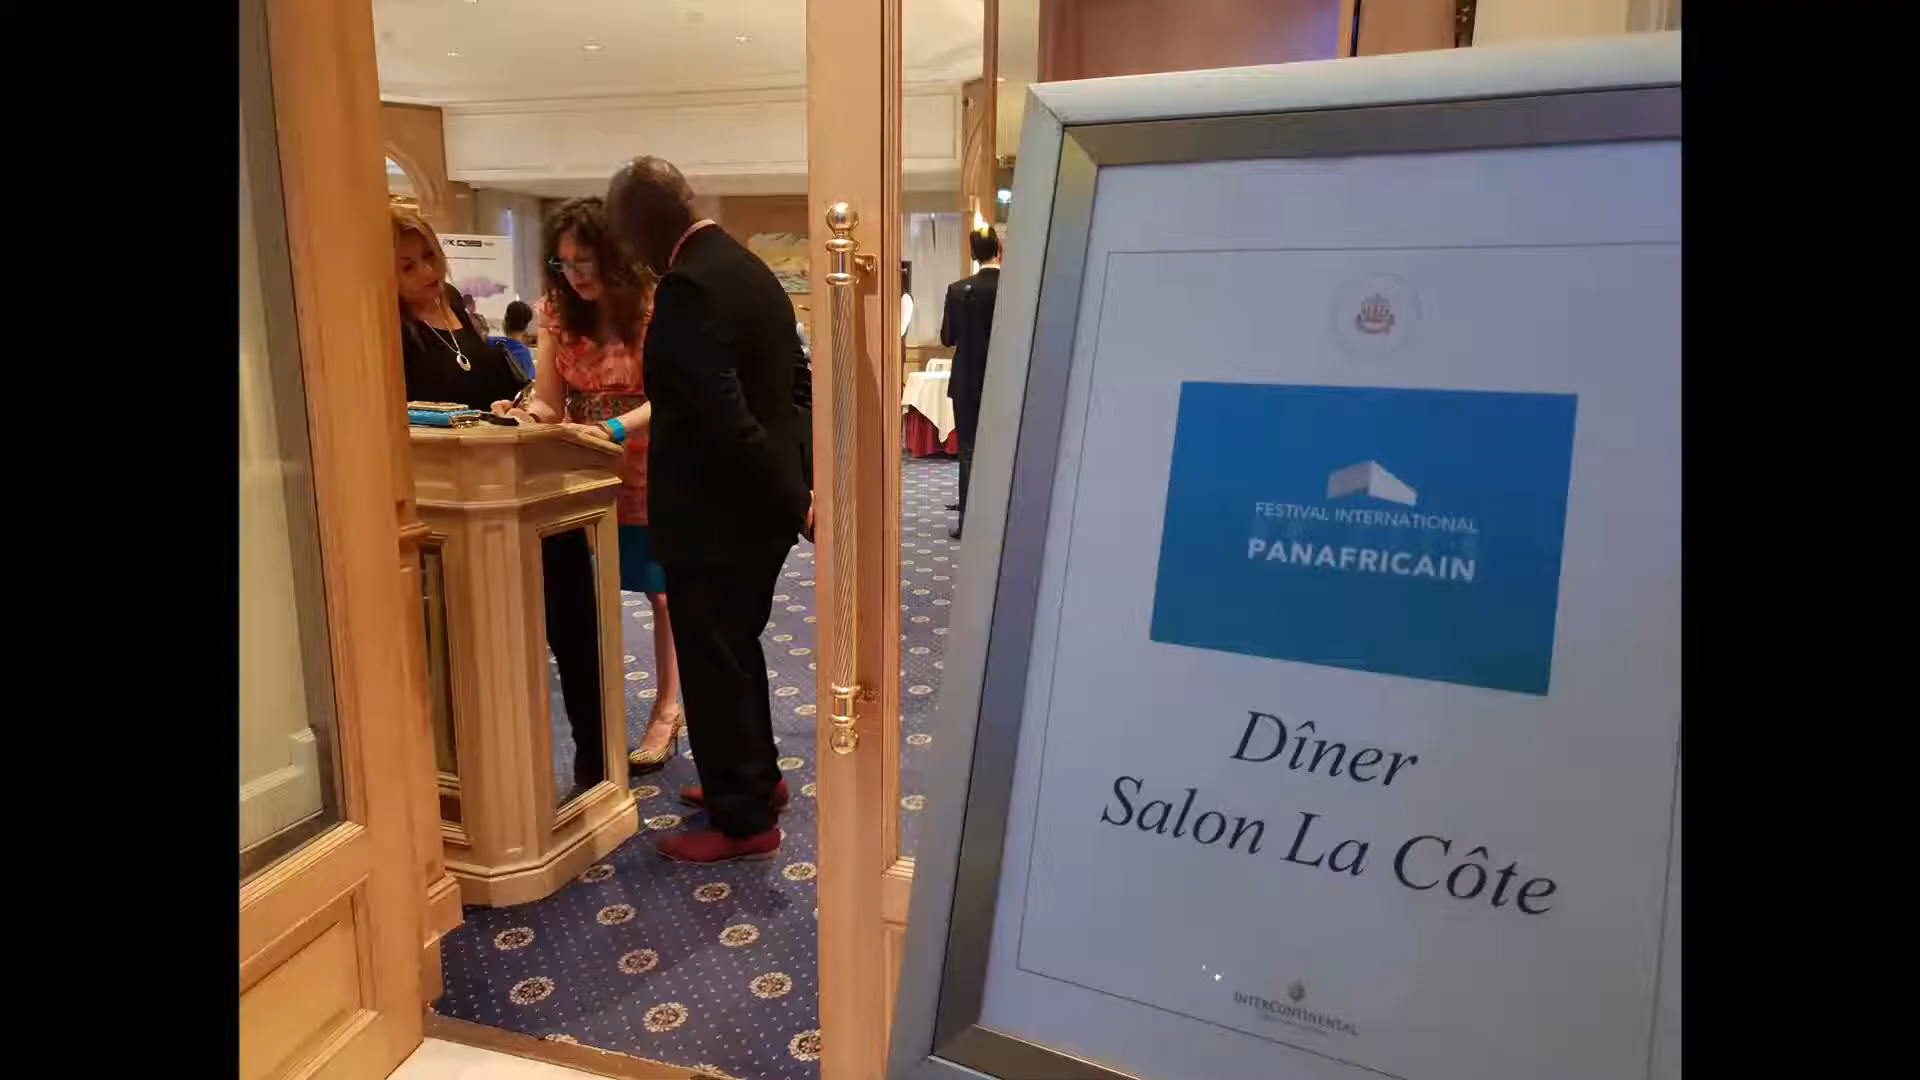 FESTIVAL INTERNATIONAL
PANAFRICAIN
Dîner
Salon La Côte
INTERCONTINENTAL